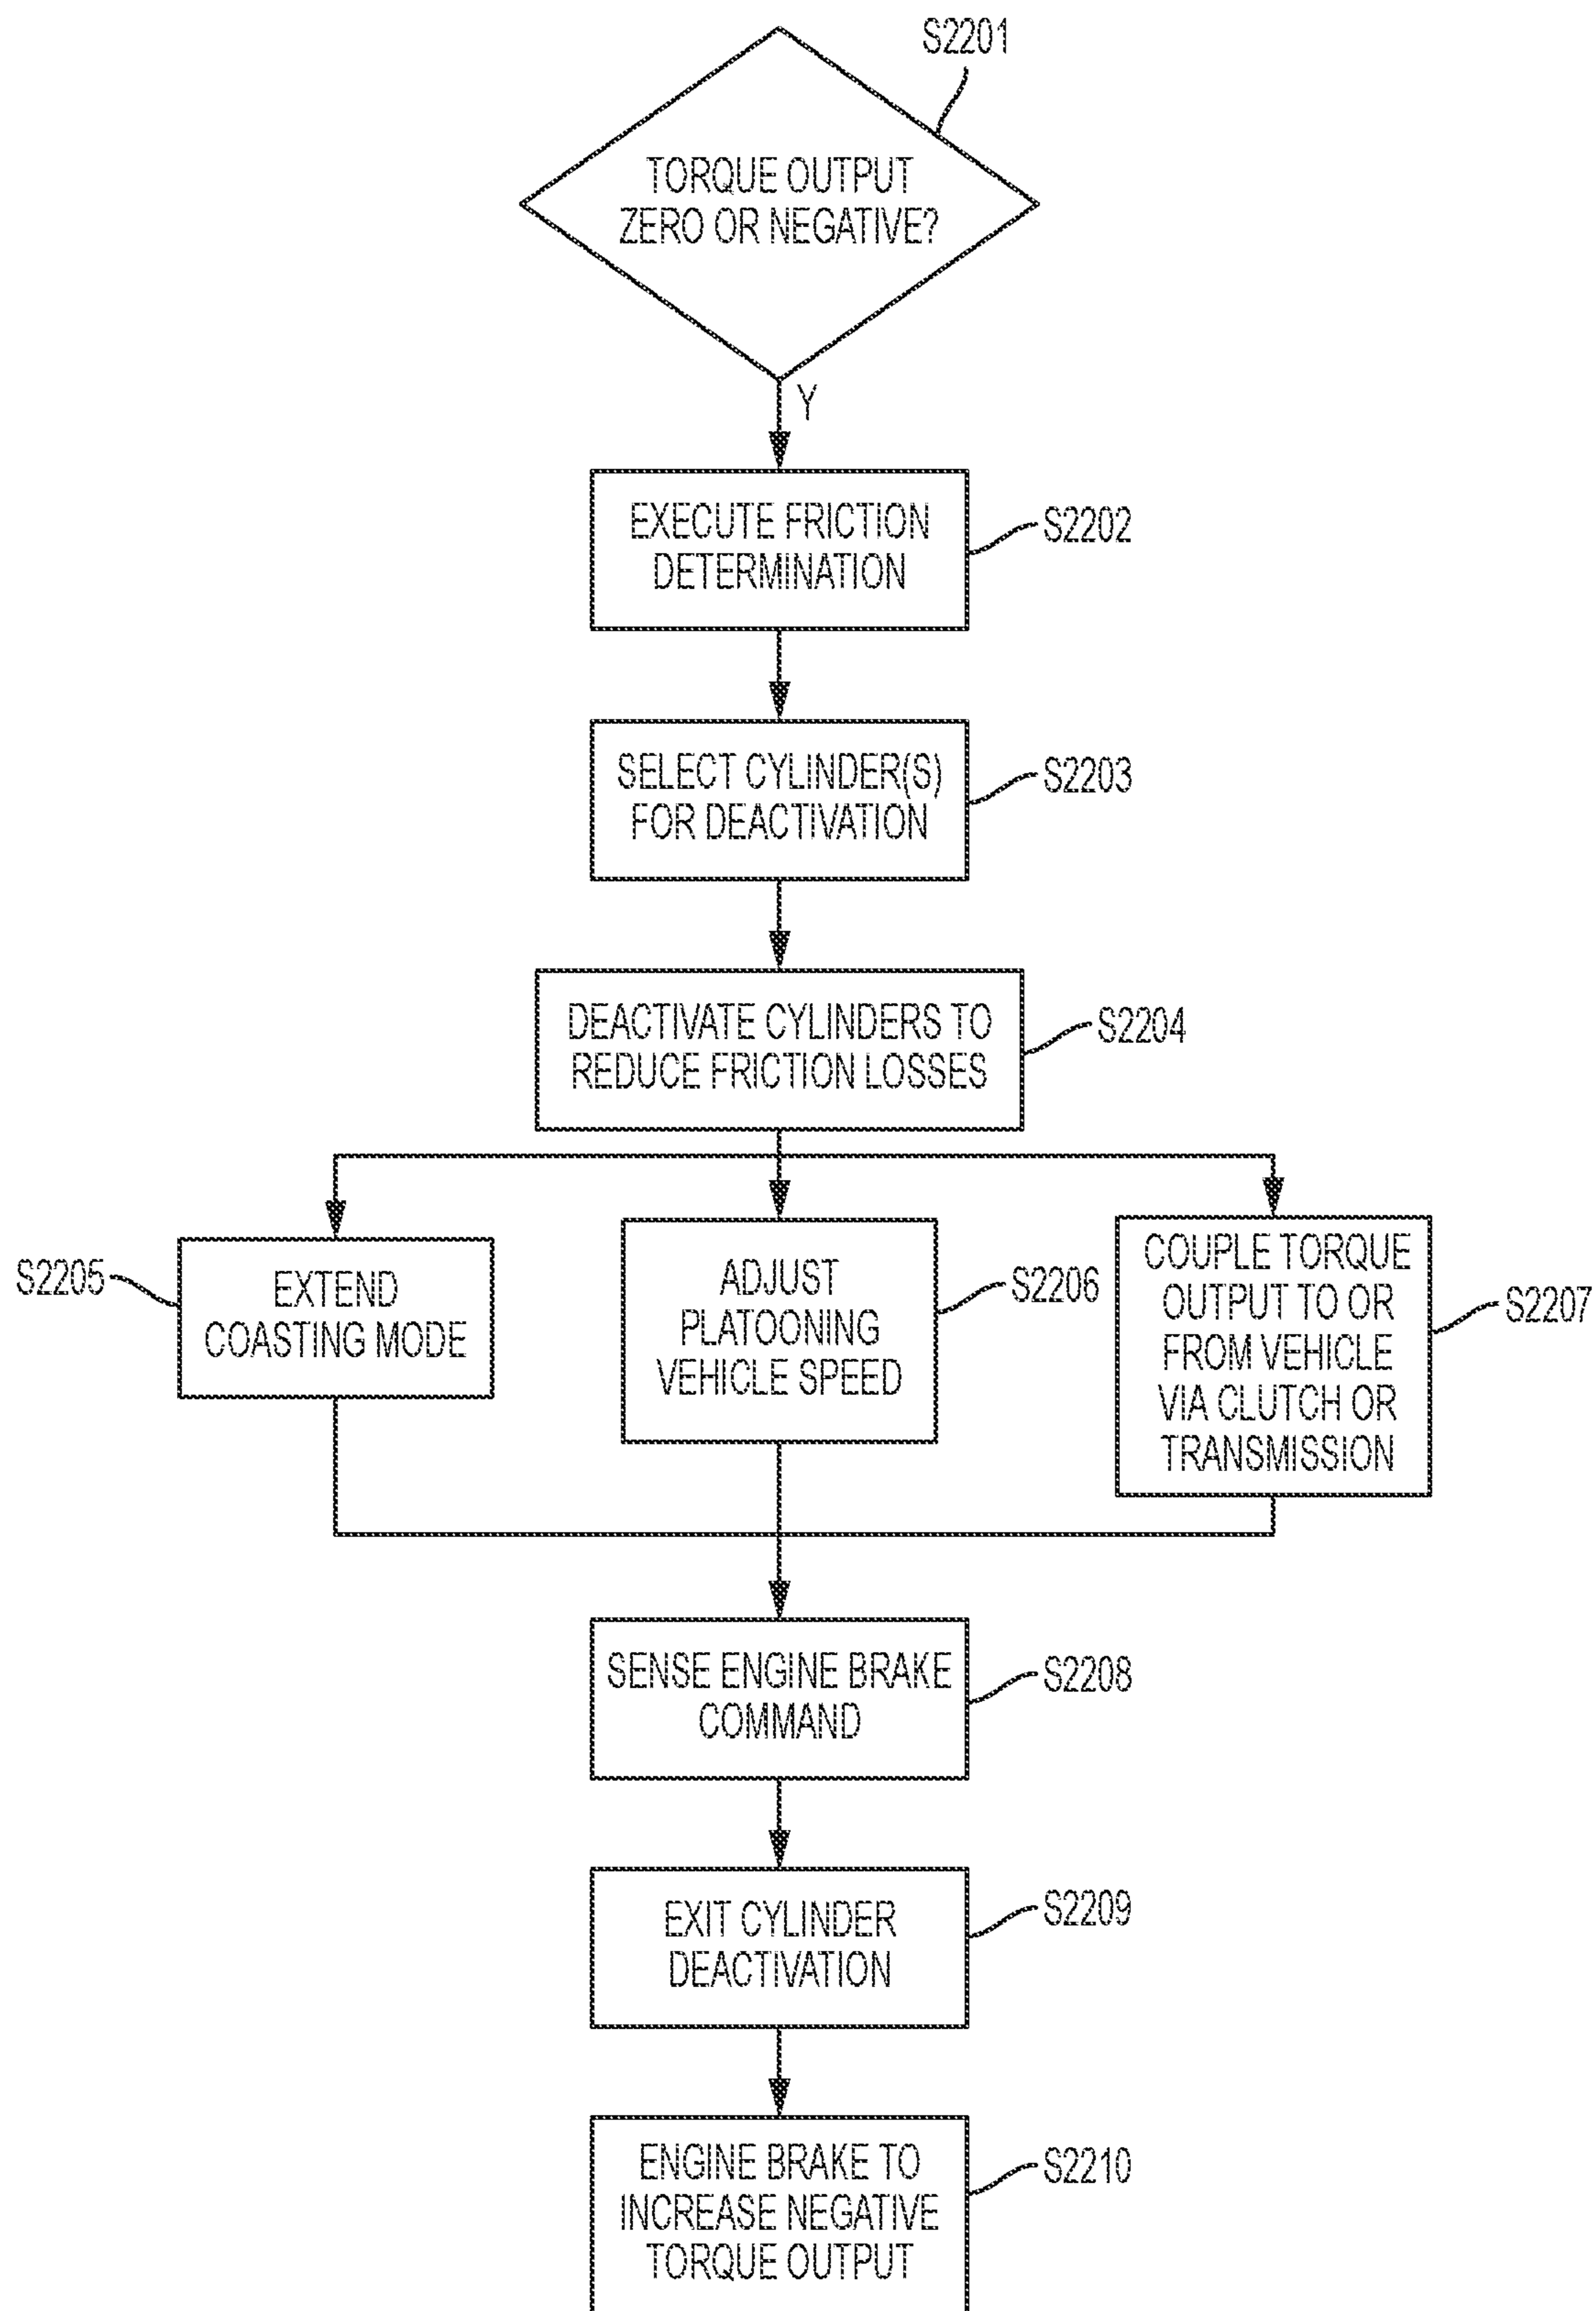 S2201
TORQUE OUTPUT
ZERO OR NEGATIVE?
Y
EXECUTE FRICTION
DETERMINATION
S2202
SELECT CYLINDER(S)
FOR DEACTIVATION
S2203
DEACTIVATE CYLINDERS TO
REDUCE FRICTION LOSSES
S2204
S2205
EXTEND
COASTING MODE
ADJUST
PLATOONING
VEHICLE SPEED
S2206
COUPLE TORQUE
OUTPUT TO OR
FROM VEHICLE
VIA CLUTCH OR
TRANSMISSION
S2207
SENSE ENGINE BRAKE
COMMAND
S2208
EXIT CYLINDER
DEACTIVATION
S2209
ENGINE BRAKE TO
INCREASE NEGATIVE
TORQUE OUTPUT
S2210